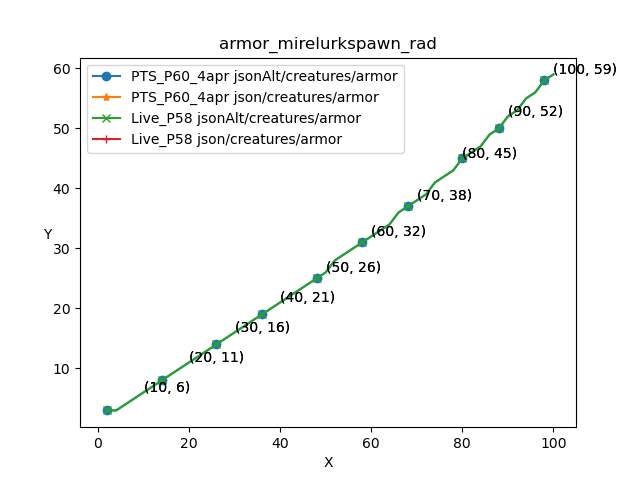 armor_mirelurkspawn_rad
PTS_P60_4apr jsonAlt/creatures/armor
PTS_P60_4apr json/creatures/armor
Live_P58 jsonAlt/creatures/armor
Live_P58 json/creatures/armor
60
50
40
30
20
10
Y
(100, 59)
(90, 52)
(80, 45)
(70, 38)
(60, 32)
(50, 26)
(40, 21)
(30, 16)
(20, 11)
(10, 6)
0 20 40 60 80 100
X